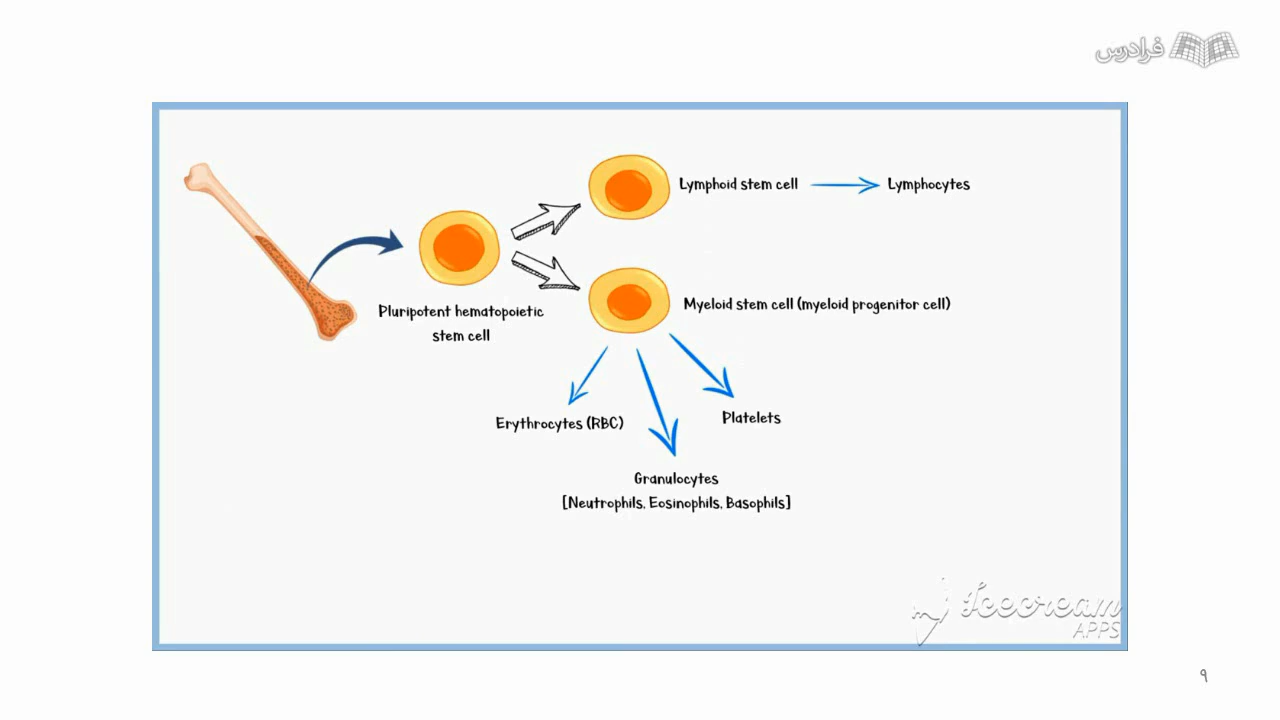 فرادرس
Lymphoid stem cell
Lymphocytes
Pluripotent hematopoietic
stem cell
Myeloid stem cell (myeloid progenitor cell)
Erythrocytes (RBC)
Platelets
Granulocytes
[Neutrophils, Eosinophils, Basophils]
Icecream
APPS
۹